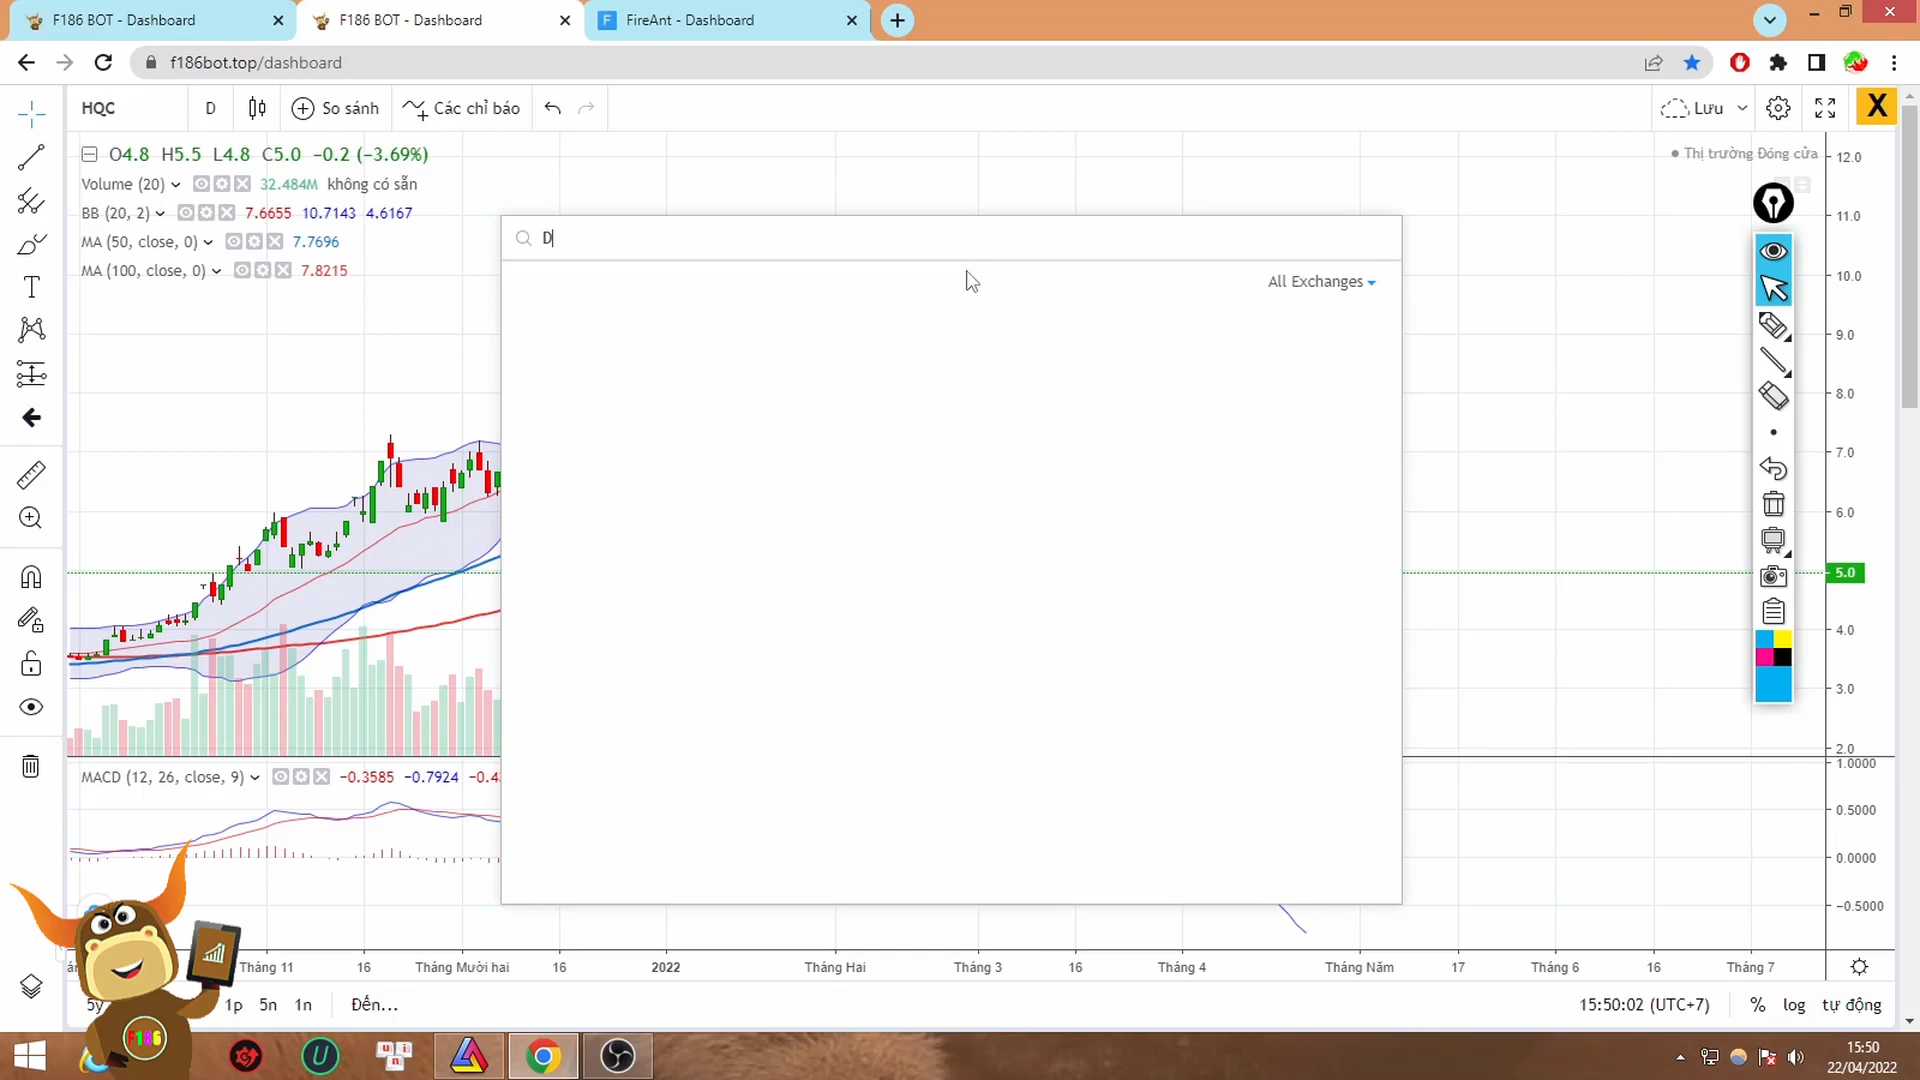 F186 BOT - Dashboard
F186 BOT - Dashboard
F FireAnt - Dashboard
f186bot.top/dashboard
HQC D So sánh Các chỉ báo Lưu X
O4.8 H5.5 L4.8 C5.0 −0.2 (−3.69%)
Thị trường Đóng cửa
Volume (20) 32.484M không có sẵn
BB (20, 2) 7.6655 10.7143 4.6167
MA (50, close, 0) 7.7696
MA (100, close, 0) 7.8215
D
All Exchanges
12.0
11.0
10.0
9.0
8.0
7.0
6.0
5.0
4.0
3.0
2.0
MACD (12, 26, close, 9) −0.3585 −0.7924
1.0000
0.5000
0.0000
−0.5000
Tháng 11 16 Tháng Mười hai 16 2022 Tháng Hai Tháng 3 16 Tháng 4 Tháng Năm 17 Tháng 6 16 Tháng 7
5y 1p 5n 1n Đến... 15:50:02 (UTC+7) % log tự động
F186
U
u n i
15:50
22/04/2022